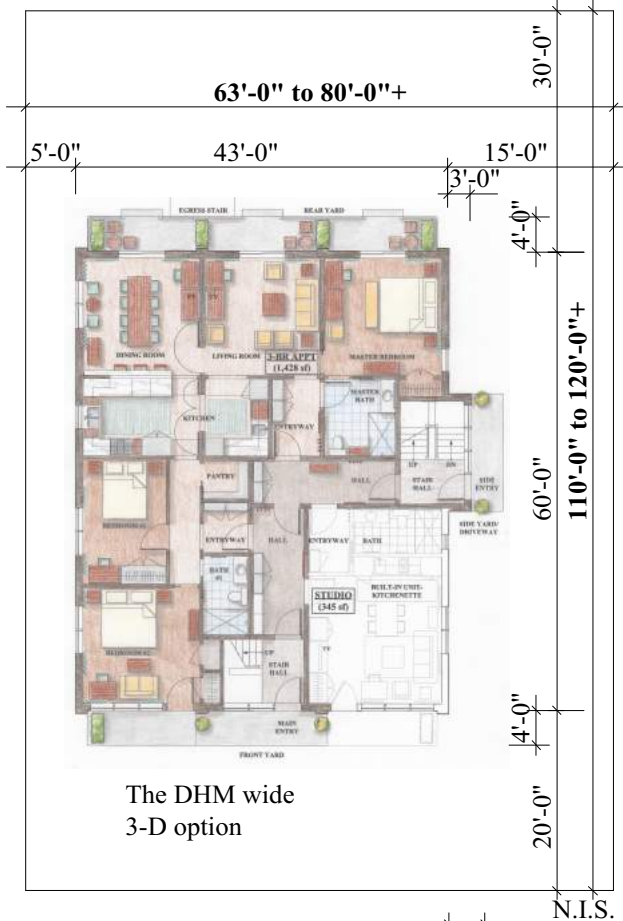 30'-0"
63'-0" to 80'-0"+
5'-0"
43'-0"
15'-0"
3'-0"
4'-0"
EGRESS STAIR
REAR YARD
DINING ROOM
LIVING ROOM
3-BR APPT
(1,428 sf)
MASTER BEDROOM
TV
TV
MASTER
BATH
KITCHEN
ENTRYWAY
UP
DN
STAIR
HALL
SIDE
ENTRY
SIDE YARD/
DRIVEWAY
HALL
PANTRY
60'-0"
110'-0" to 120'-0"+
ENTRYWAY
HALL
ENTRYWAY
BATH
BATH
#1
STUDIO
(345 sf)
BUILT-IN UNIT-
KITCHENETTE
TV
UP
STAIR
HALL
MAIN
ENTRY
FRONT YARD
4'-0"
20'-0"
The DHM wide
3-D option
N.I.S.